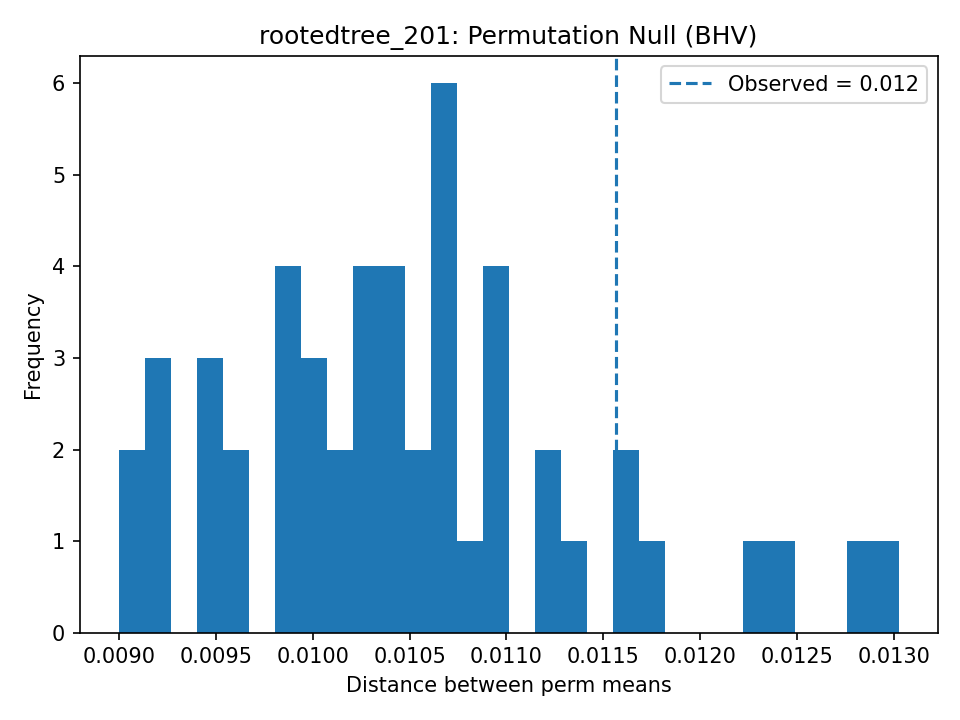 rootedtree_201: Permutation Null (BHV)
Observed = 0.012
Frequency
6
5
4
3
2
1
0
0.0090 0.0095 0.0100 0.0105 0.0110 0.0115 0.0120 0.0125 0.0130
Distance between perm means